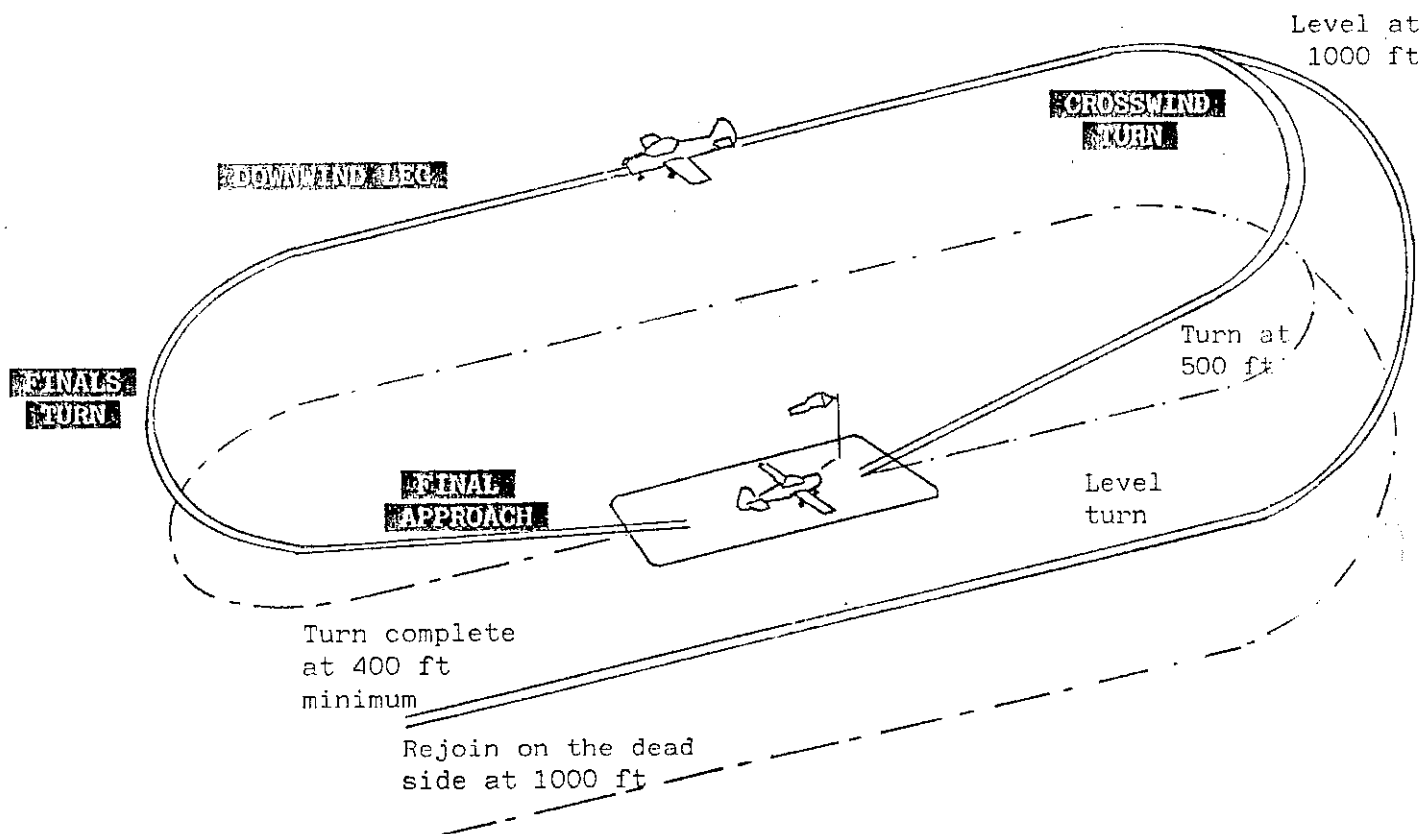 Level at
1000 ft
CROSSWIND
TURN
DOWNWIND LEG
Turn at
500 ft
FINALS
TURN
FINAL
APPROACH
Level
turn
Turn complete
at 400 ft
minimum
Rejoin on the dead
side at 1000 ft